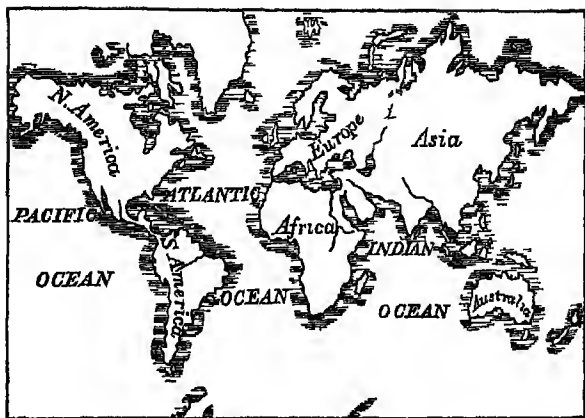 N. America
Europe
Asia
ATLANTIC
PACIFIC
Africa
INDIAN
S. America
OCEAN
OCEAN
OCEAN
Australia